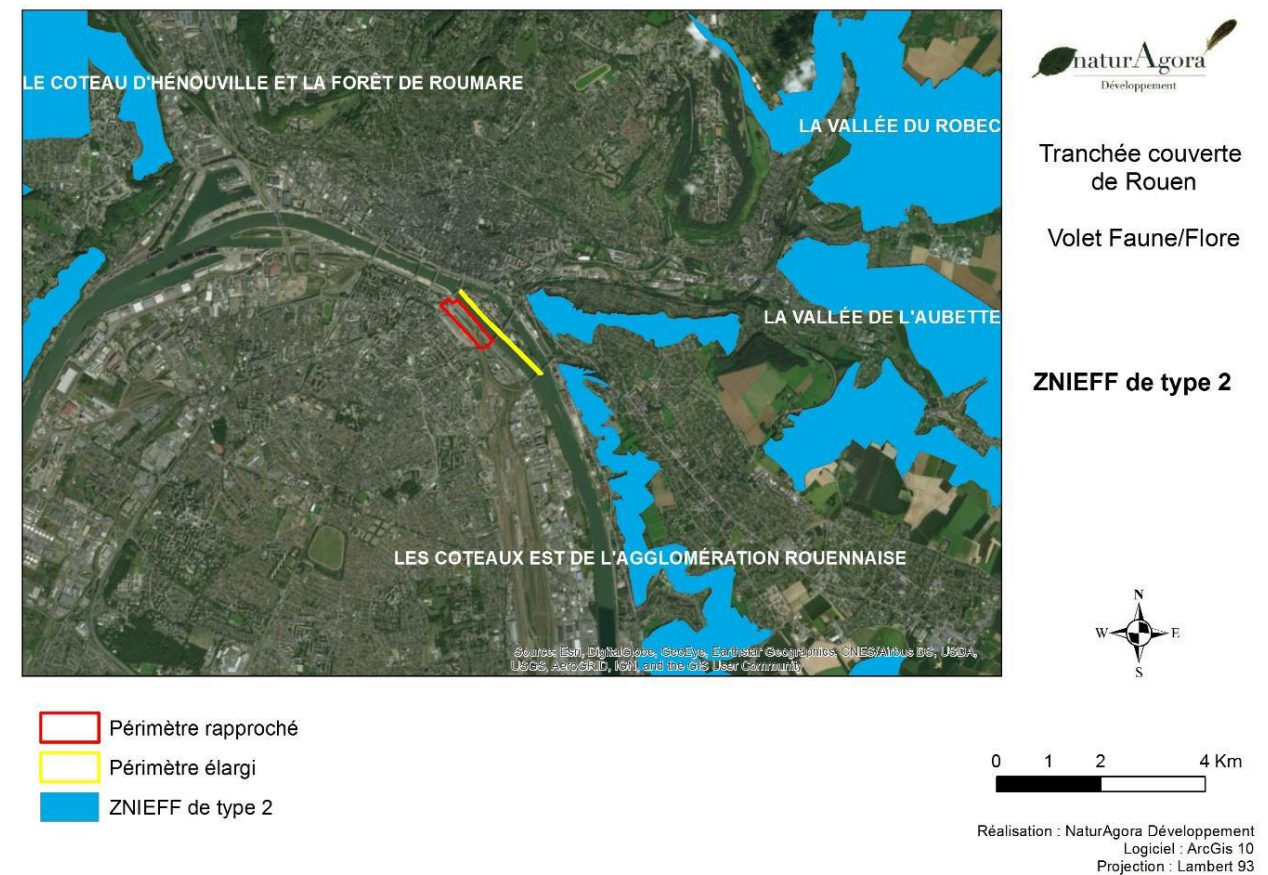 LE COTEAU D'HÉNOUVILLE ET LA FORÊT DE ROUMARE
LA VALLÉE DU ROBEC
LA VALLÉE DE L'AUBETTE
LES COTEAUX EST DE L'AGGLOMÉRATION ROUENNAISE
Source: Esri, DigitalGlobe, GeoEye, Earthstar Geographics, CNES/Airbus DS, USDA,
USGS, AeroGRID, IGN, and the GIS User Community
naturAgora
Développement
Tranchée couverte
de Rouen
Volet Faune/Flore
ZNIEFF de type 2
N
W E
S
Périmètre rapproché
Périmètre élargi
ZNIEFF de type 2
0 1 2 4 Km
Réalisation : NaturAgora Développement
Logiciel : ArcGis 10
Projection : Lambert 93